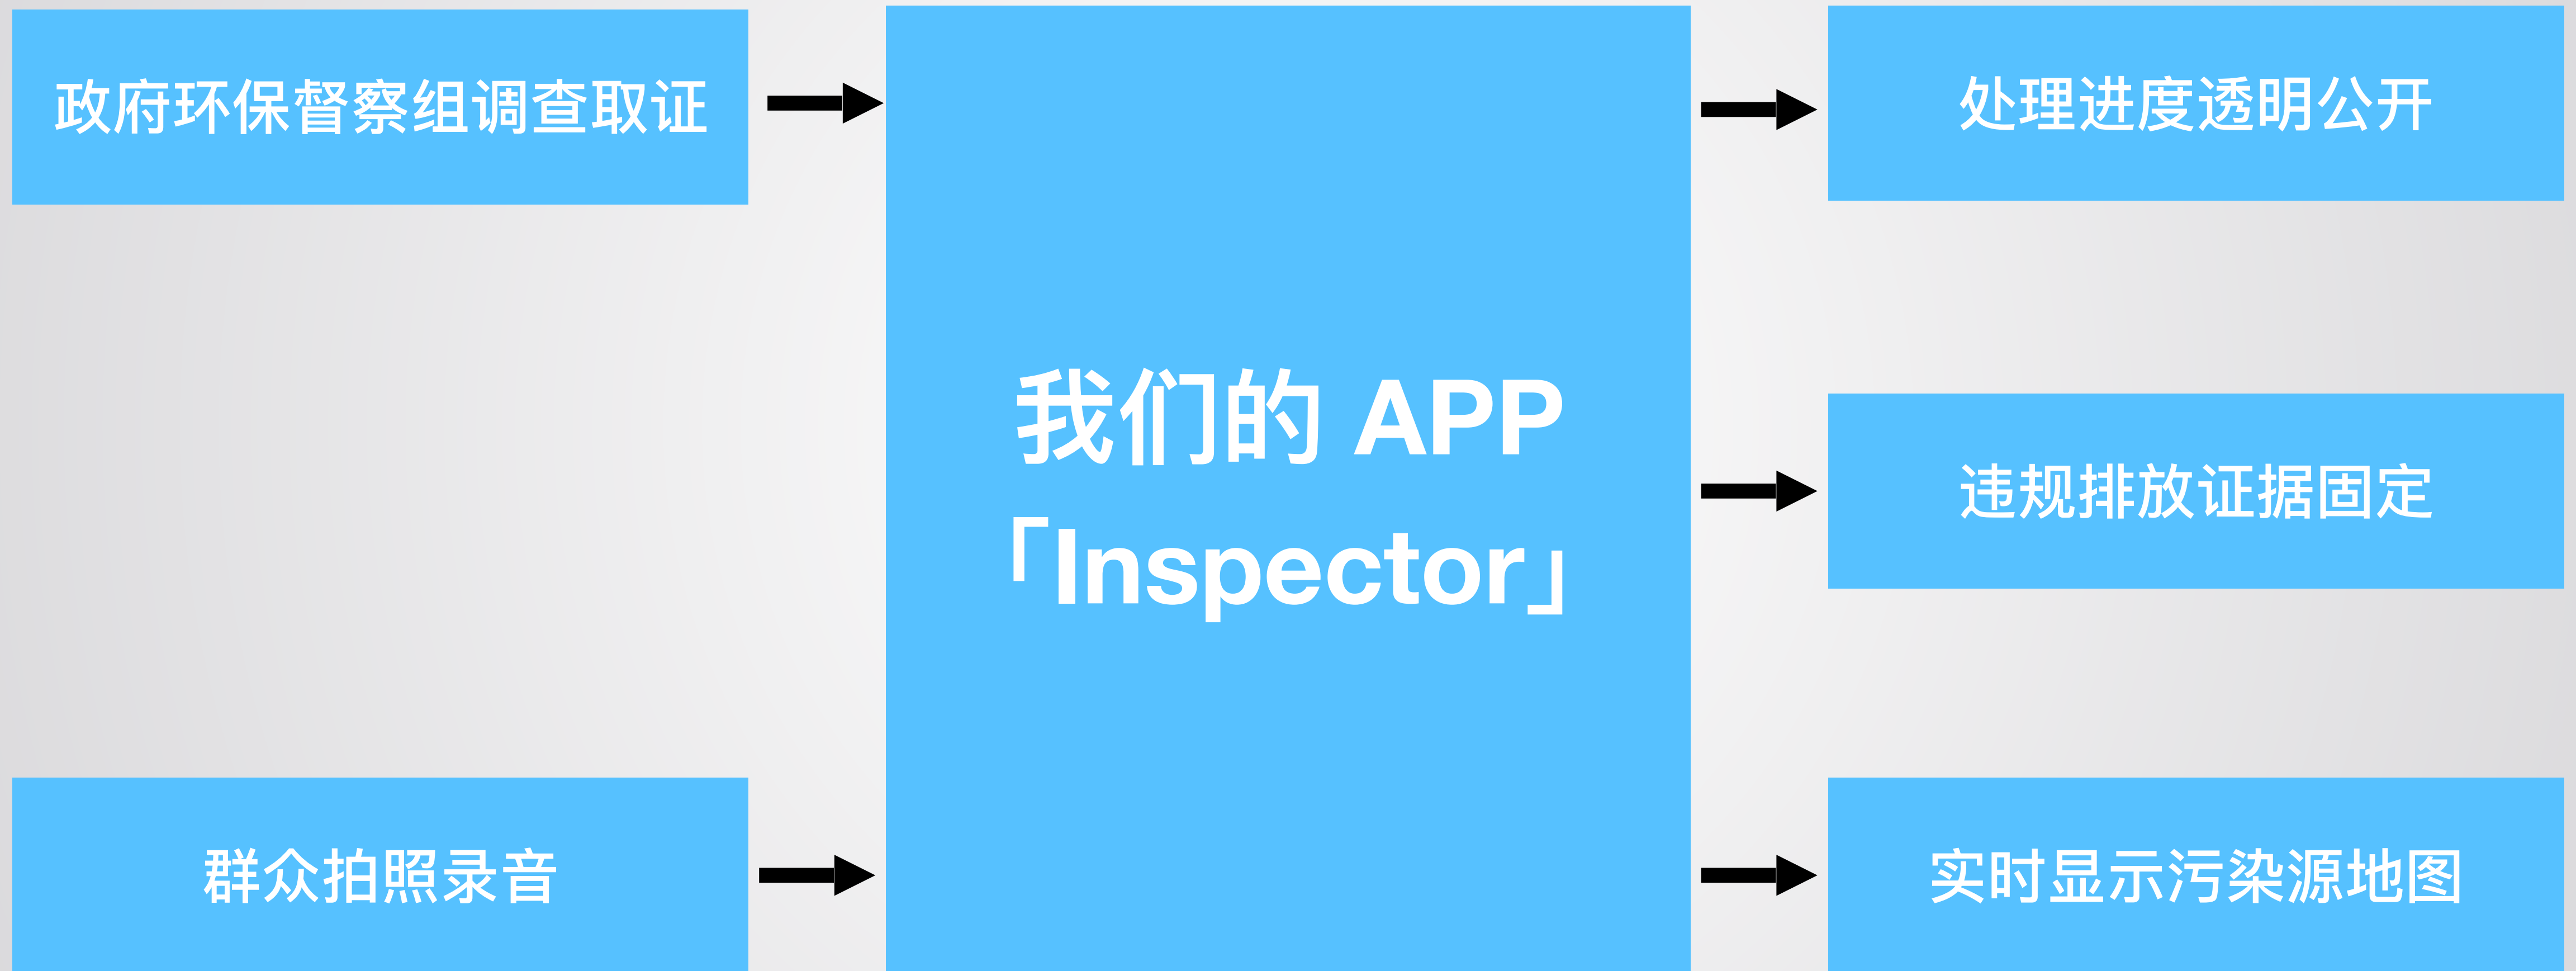 政府环保督察组调查取证
群众拍照录音
我们的 APP
「Inspector」
处理进度透明公开
违规排放证据固定
实时显示污染源地图